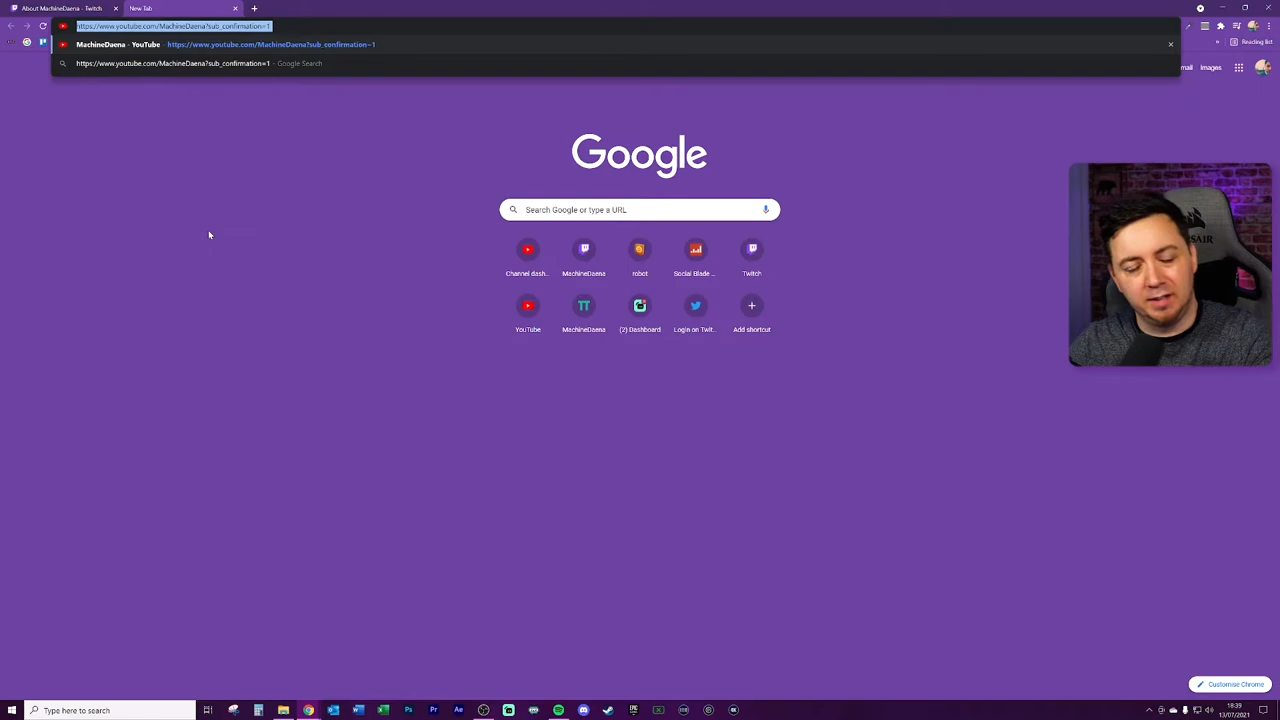 About MachineDaena - Twitch
New Tab
https://www.youtube.com/MachineDaena?sub_confirmation=1
MachineDaena - YouTube - https://www.youtube.com/MachineDaena?sub_confirmation=1
https://www.youtube.com/MachineDaena?sub_confirmation=1 - Google Search
Reading list
mail
Images
Google
Search Google or type a URL
Channel dash...
MachineDaena
robot
Social Blade ...
Twitch
YouTube
MachineDaena
(2) Dashboard
Login on Twit...
Add shortcut
Customise Chrome
Type here to search
18:39
13/07/2021